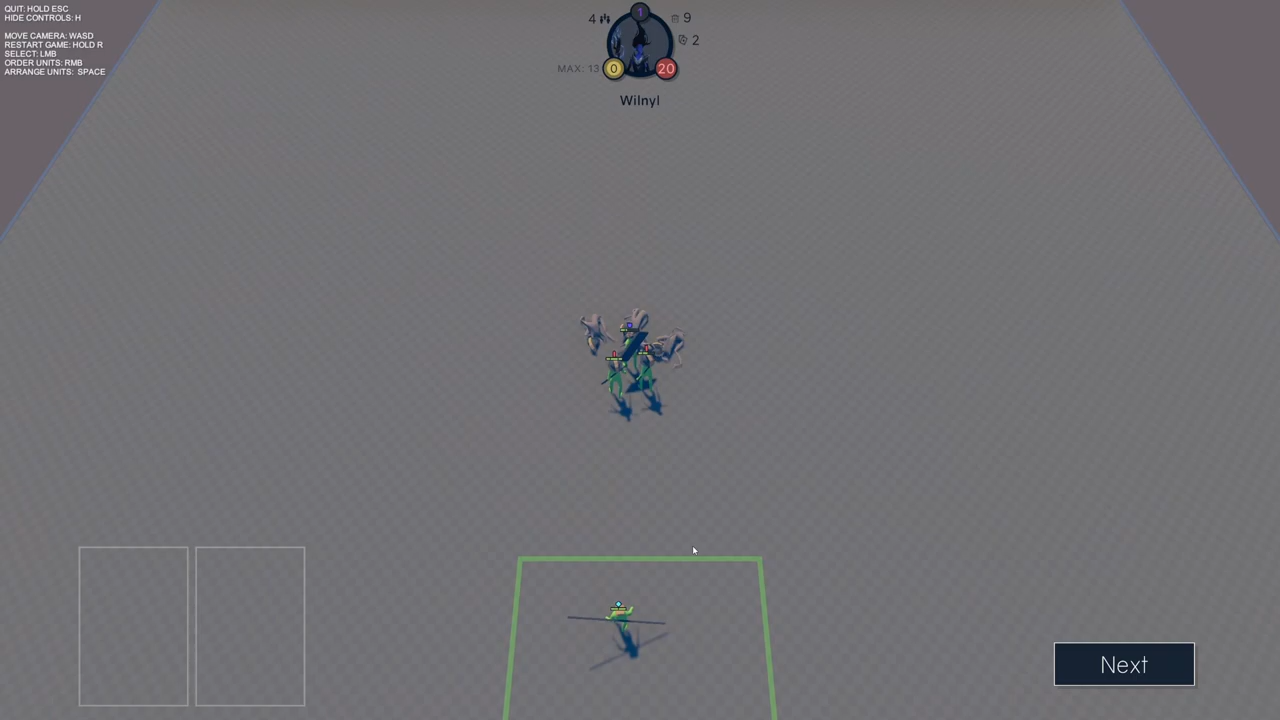 QUIT: HOLD ESC
HIDE CONTROLS: H
MOVE CAMERA: WASD
RESTART GAME: HOLD R
SELECT: LMB
ORDER UNITS: RMB
ARRANGE UNITS: SPACE
4
1
9
2
MAX: 13
0
20
Wilnyl
Next